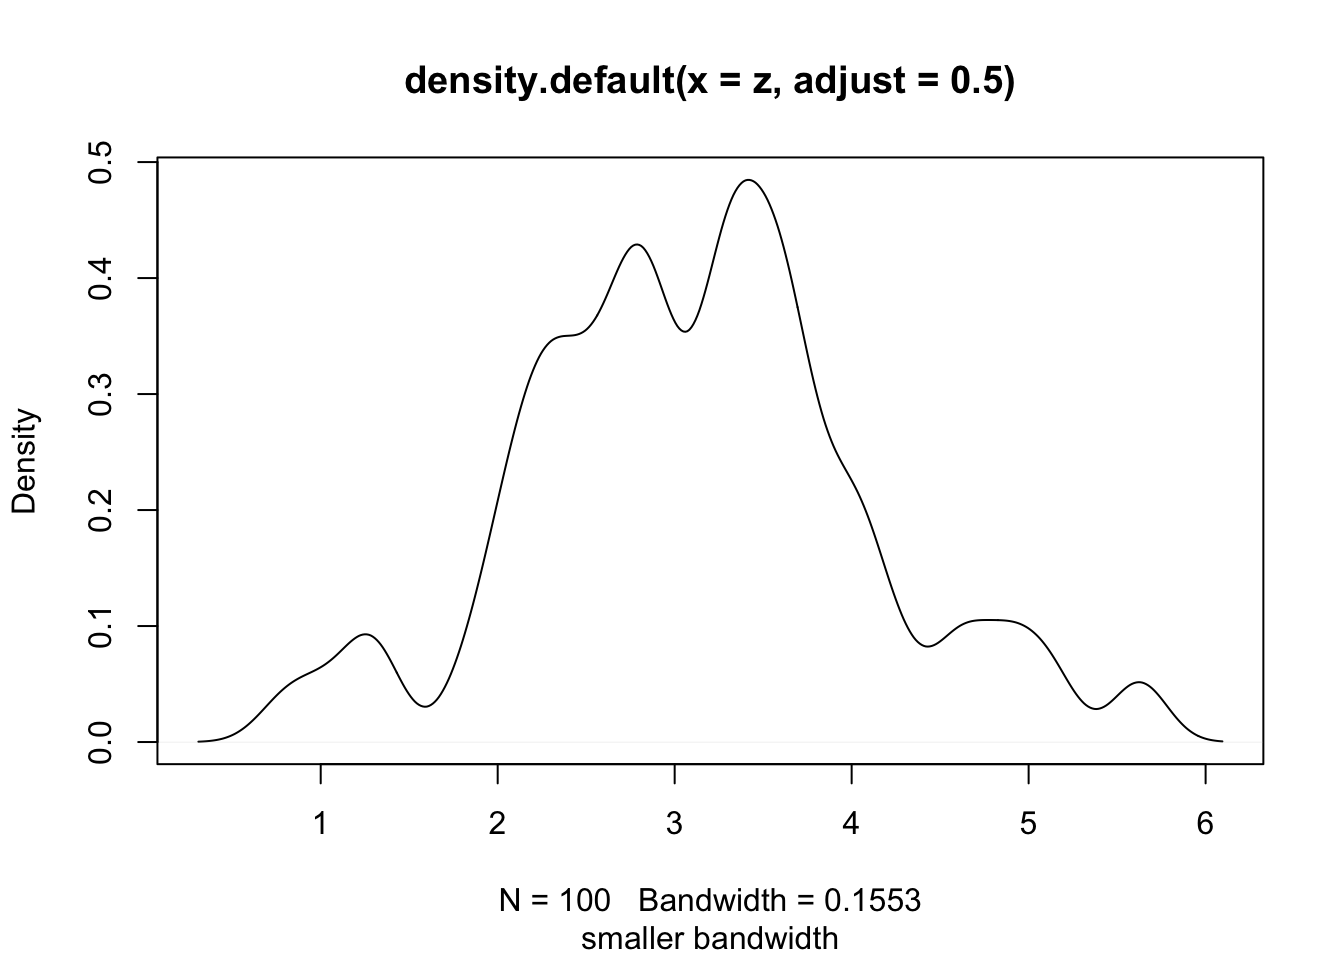 density.default(x = z, adjust = 0.5)
Density
0.5
0.4
0.3
0.2
0.1
0.0
1 2 3 4 5 6
N = 100 Bandwidth = 0.1553
smaller bandwidth